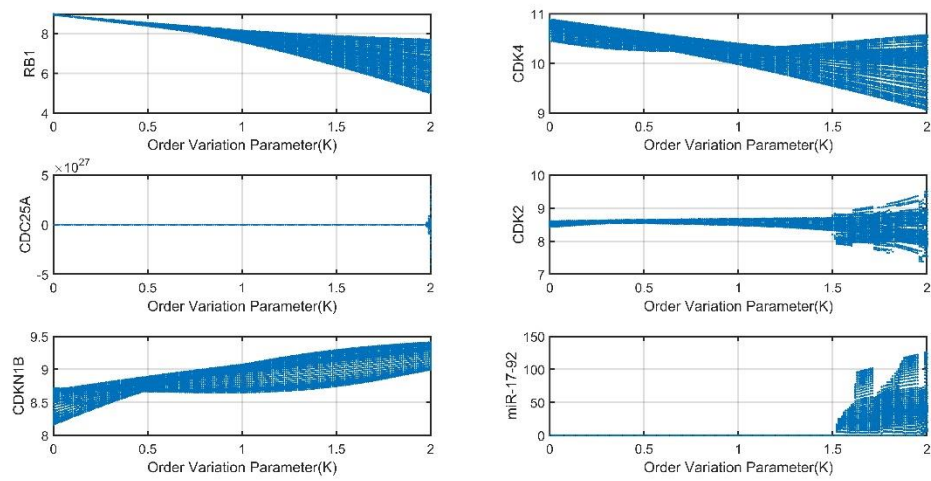 8
6
4
RB1
0 0.5 1 1.5 2
Order Variation Parameter(K)
11
10
9
CDK4
0 0.5 1 1.5 2
Order Variation Parameter(K)
×10^27
5
0
-5
CDC25A
0 0.5 1 1.5 2
Order Variation Parameter(K)
10
9
8
7
CDK2
0 0.5 1 1.5 2
Order Variation Parameter(K)
9.5
9
8.5
8
CDKN1B
0 0.5 1 1.5 2
Order Variation Parameter(K)
150
100
50
0
miR-17-92
0 0.5 1 1.5 2
Order Variation Parameter(K)